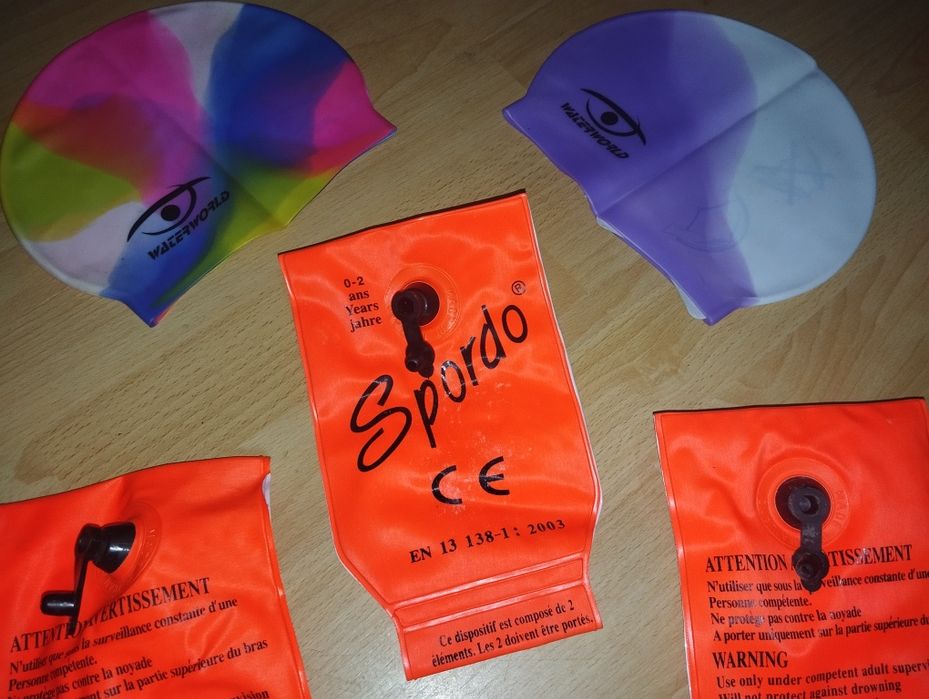 WATERWORLD
WATERWORLD
0-2
ans
Years
jahre
Spordo
CE
EN 13 138-1: 2003
Ce dispositif est composé de 2
éléments. Les 2 doivent être portés.
N'utiliser que sous la surveillance constante d'une
Personne compétente.
pas contre la noyade
sur la partie supérieure du bras
ATTENTION
N'utiliser que sous la surveillance constante d'une
Personne compétente.
Ne protège pas contre la noyade
A porter uniquement sur la partie supérieure du
WARNING
Use only under competent adult
Will not protect against drowning